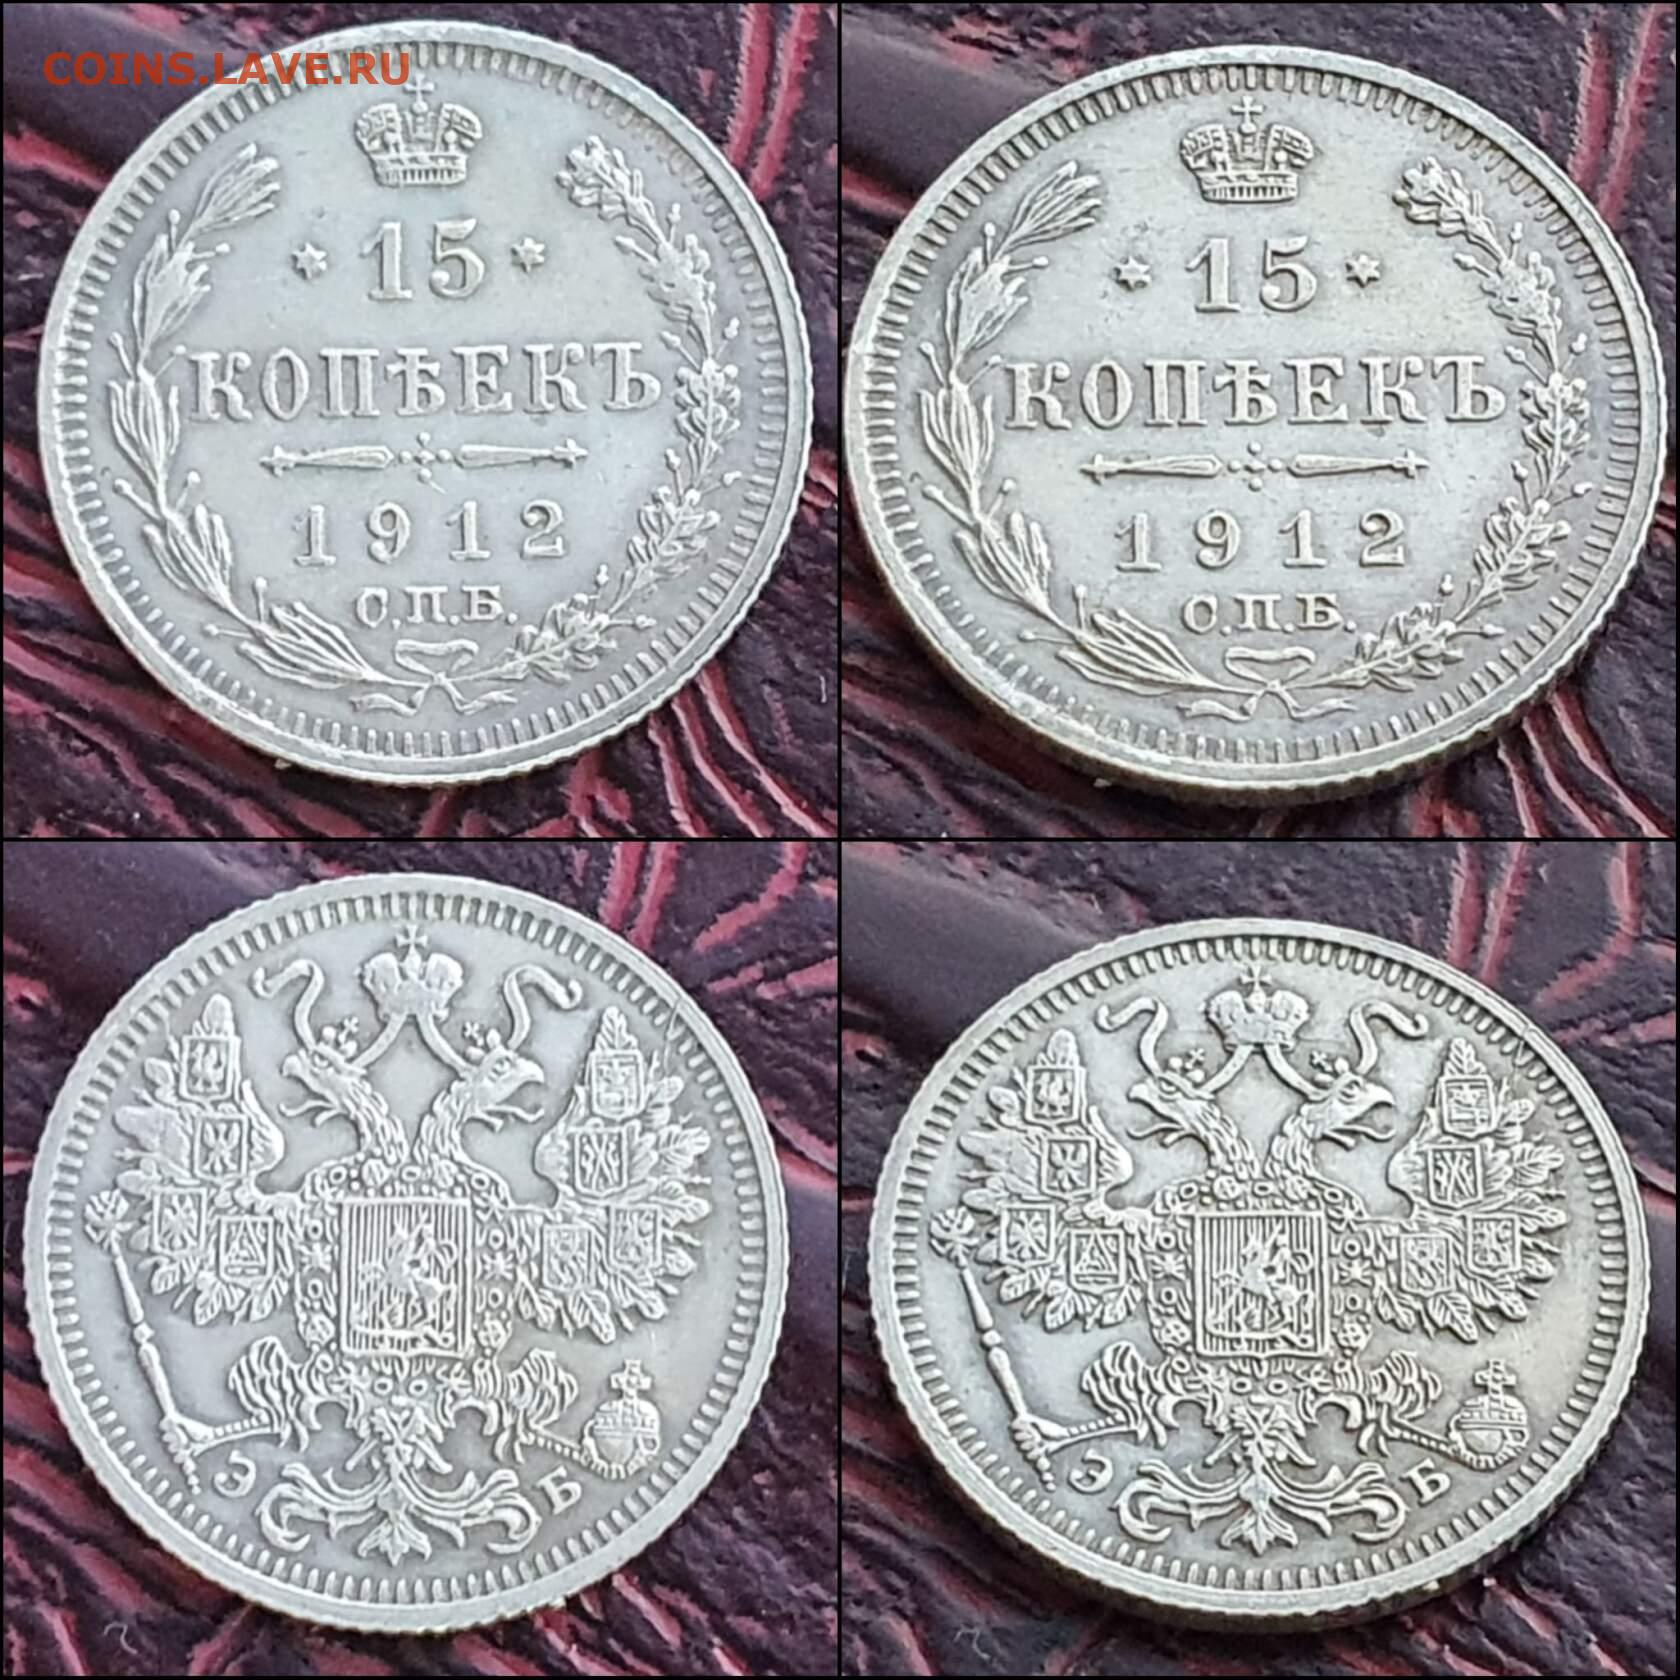 COINS.LAVE.RU
15
КОПѢЕКЪ
1912
С.П.Б.
15
КОПѢЕКЪ
1912
С.П.Б.
Э Б
Э Б